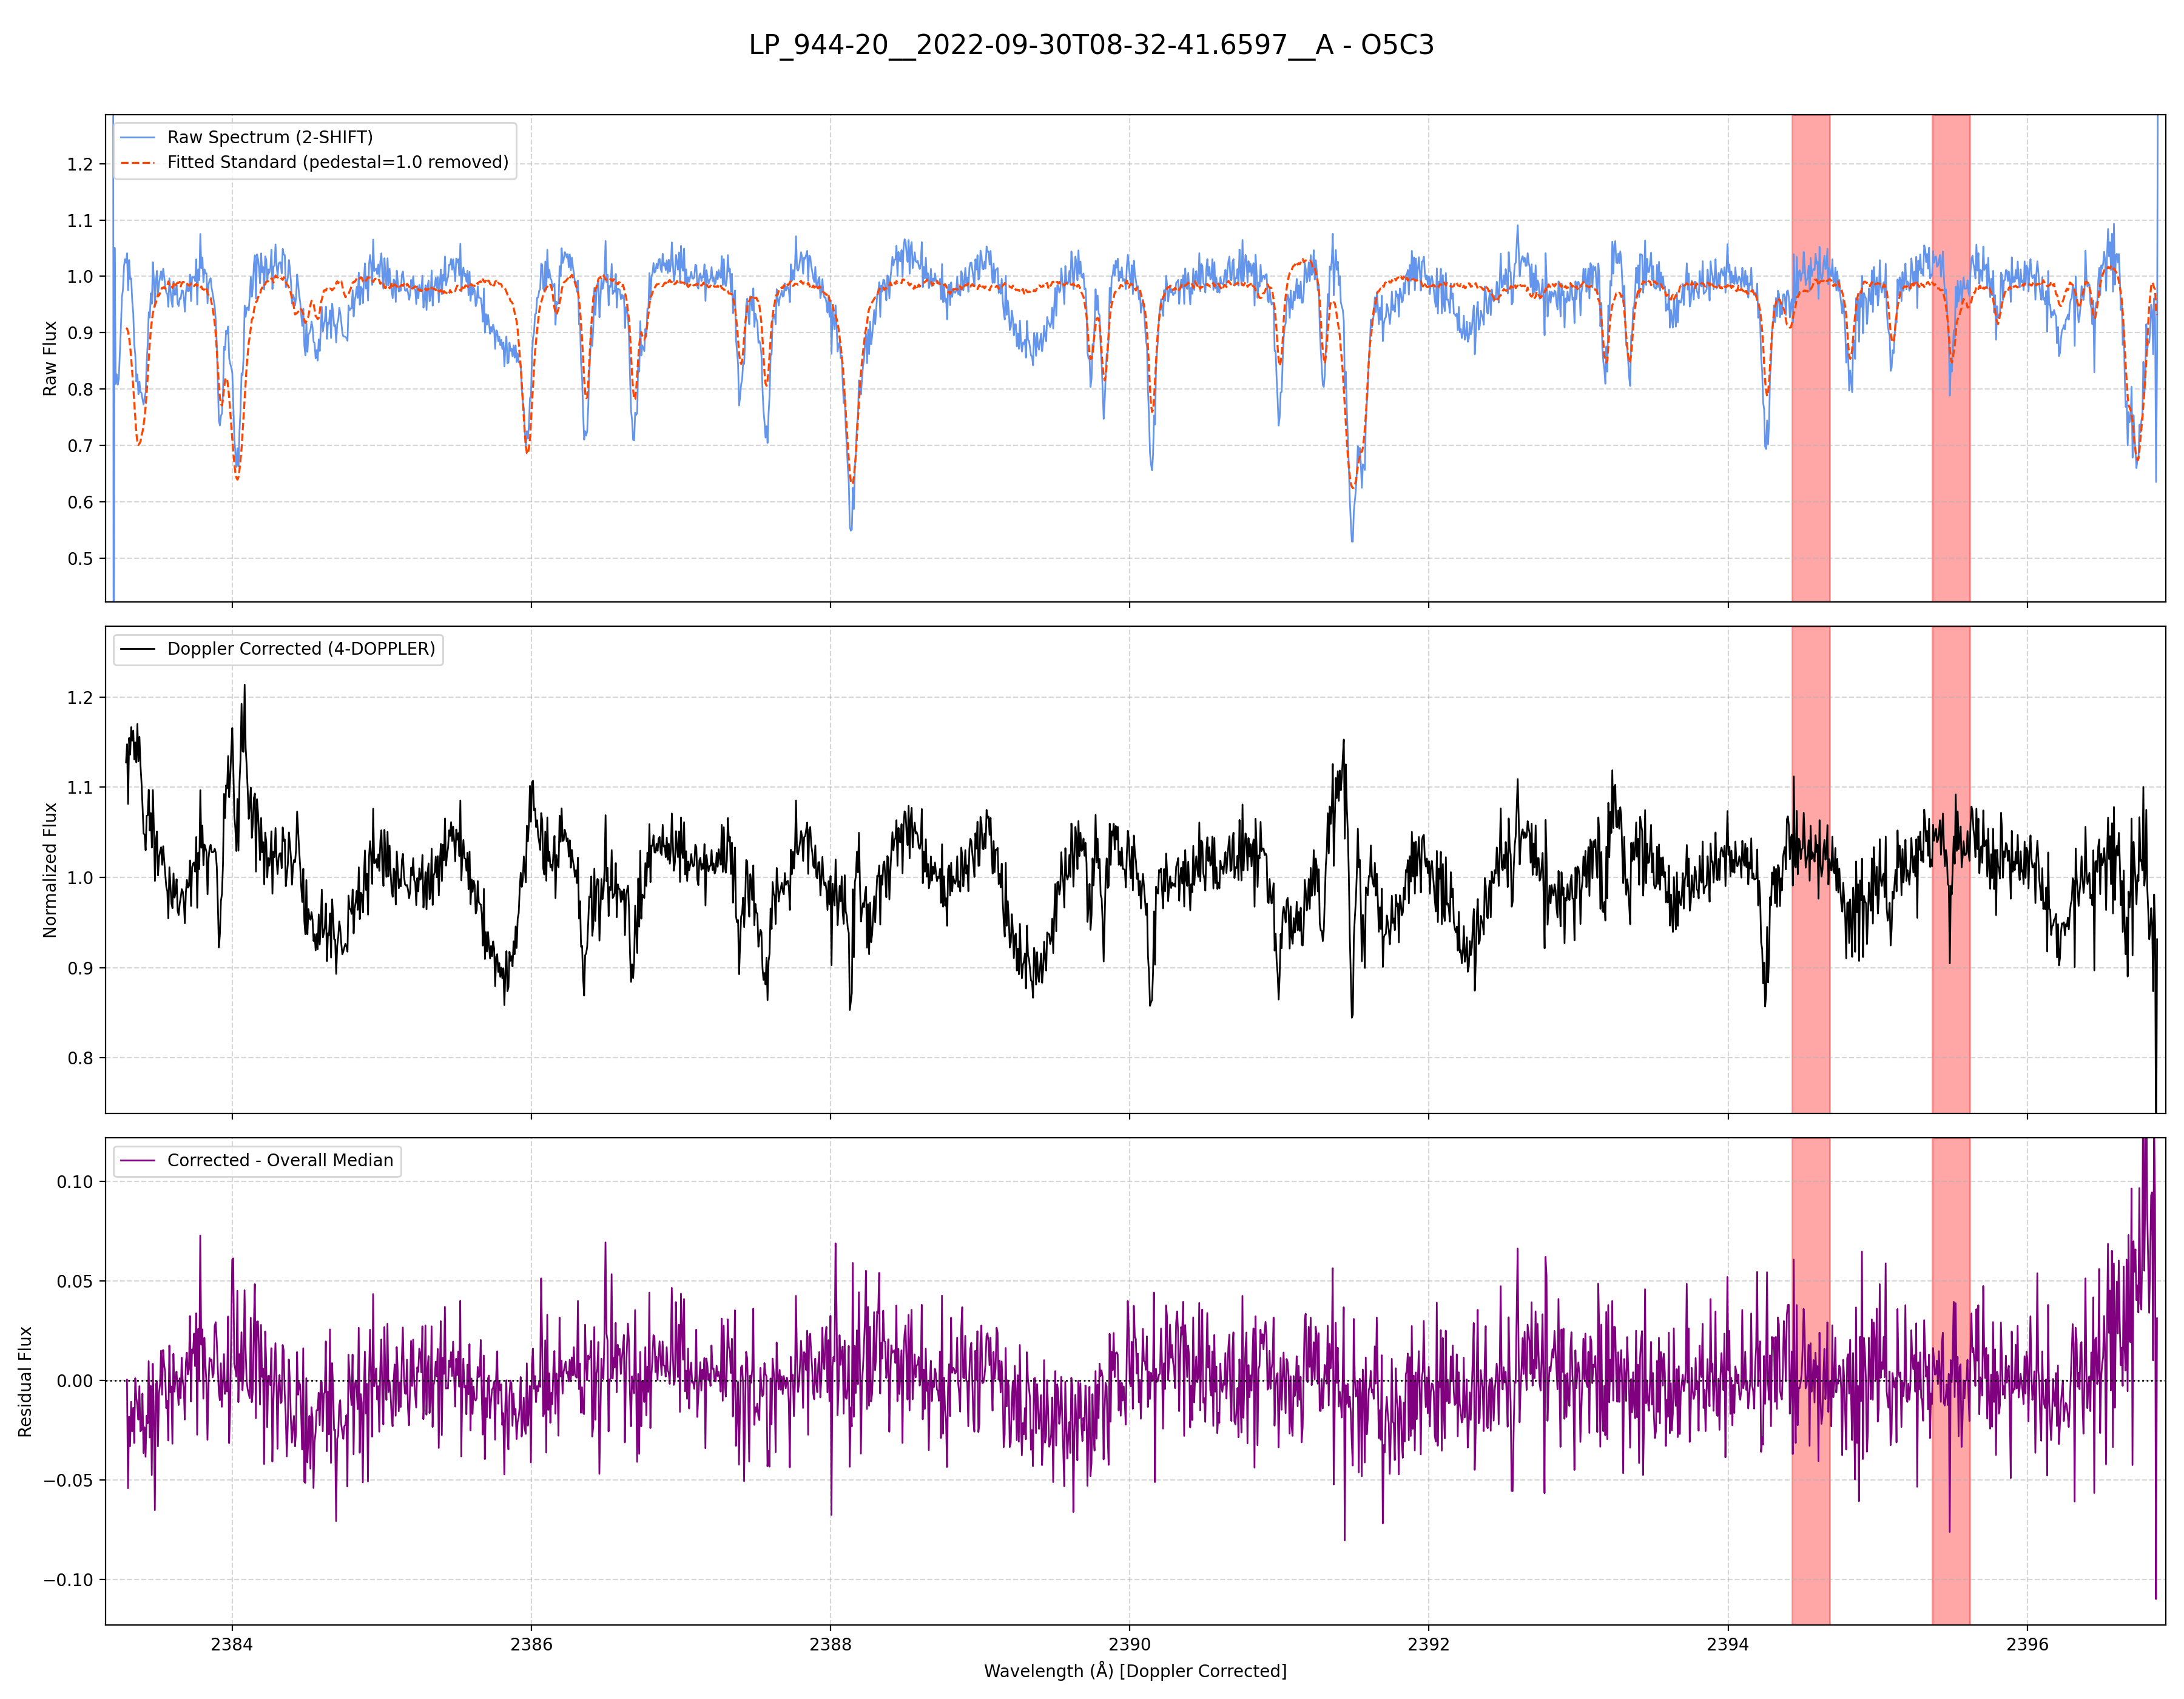 LP_944-20__2022-09-30T08-32-41.6597__A - O5C3
Raw Spectrum (2-SHIFT)
Fitted Standard (pedestal=1.0 removed)
1.2
1.1
1.0
0.9
0.8
0.7
0.6
0.5
Raw Flux
Doppler Corrected (4-DOPPLER)
1.2
1.1
1.0
0.9
0.8
Normalized Flux
Corrected - Overall Median
0.10
0.05
0.00
−0.05
−0.10
Residual Flux
2384 2386 2388 2390 2392 2394 2396
Wavelength (Å) [Doppler Corrected]